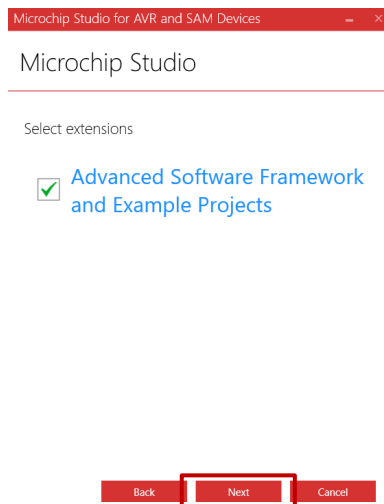 Microchip Studio for AVR and SAM Devices
Microchip Studio
Select extensions
Advanced Software Framework
and Example Projects
Back Next Cancel